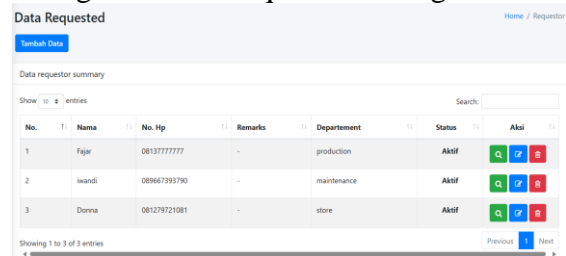 Data Requested
Home / Requestor
Tambah Data
Data requestor summary
Show 10 entries
Search:
No. Nama No. Hp Remarks Departement Status Aksi
1 Fajar 08137777777 - production Aktif
2 iwandi 089667393790 - maintenance Aktif
3 Donna 081279721081 - store Aktif
Showing 1 to 3 of 3 entries
Previous 1 Next